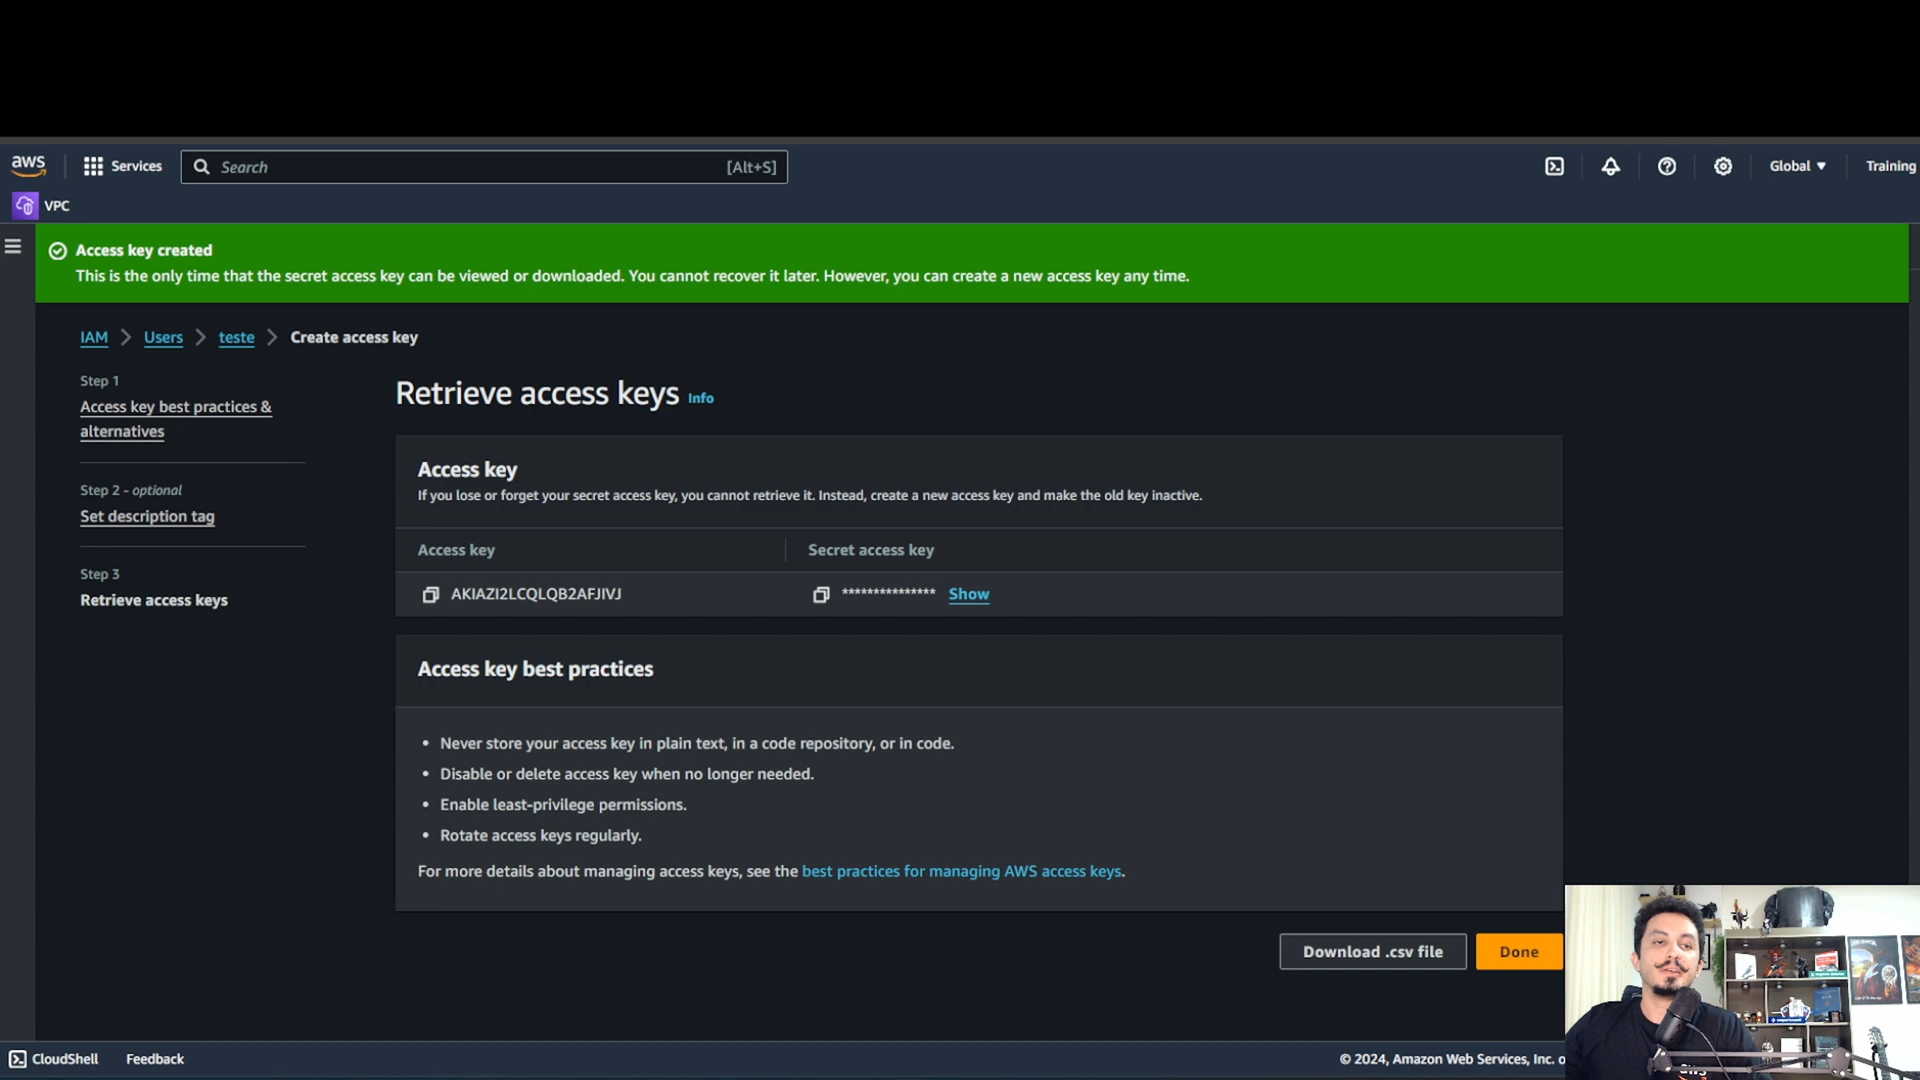 aws
Services
Search
[Alt+S]
Global
Training
VPC
Access key created
This is the only time that the secret access key can be viewed or downloaded. You cannot recover it later. However, you can create a new access key any time.
IAM > Users > teste > Create access key
Step 1
Access key best practices &
alternatives
Step 2 - optional
Set description tag
Step 3
Retrieve access keys
Retrieve access keys Info
Access key
If you lose or forget your secret access key, you cannot retrieve it. Instead, create a new access key and make the old key inactive.
Access key
Secret access key
AKIAZI2LCQLQB2AFJIVJ
*************** Show
Access key best practices
• Never store your access key in plain text, in a code repository, or in code.
• Disable or delete access key when no longer needed.
• Enable least-privilege permissions.
• Rotate access keys regularly.
For more details about managing access keys, see the best practices for managing AWS access keys.
Download .csv file
Done
CloudShell
Feedback
© 2024, Amazon Web Services, Inc. o
aws